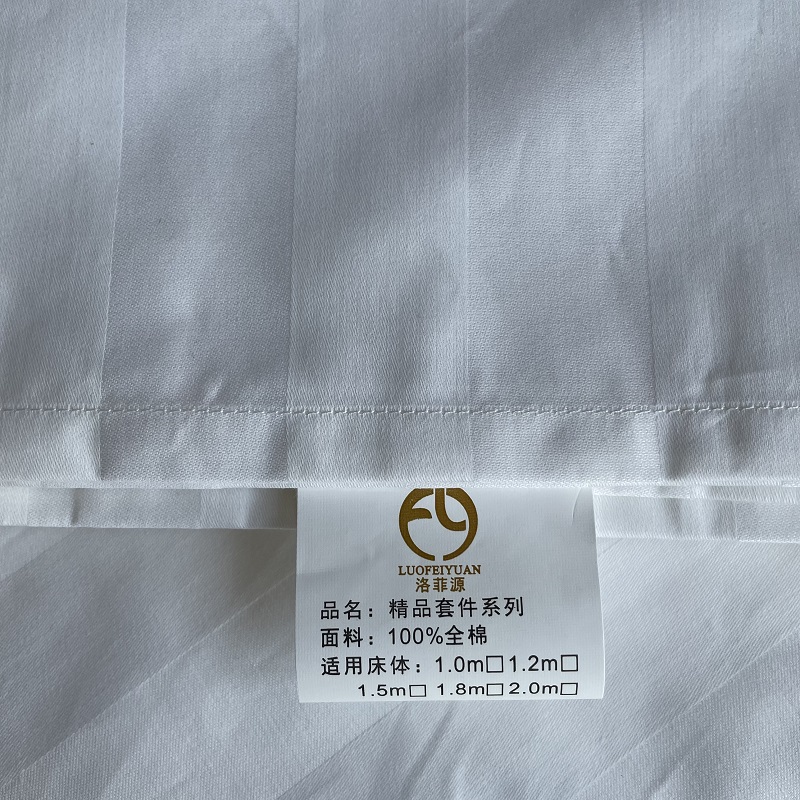 FLY
LUOFEIYUAN
洛菲源
品名：精品套件系列
面料：100%全棉
适用床体：1.0m□1.2m□
1.5m□ 1.8m□2.0m□